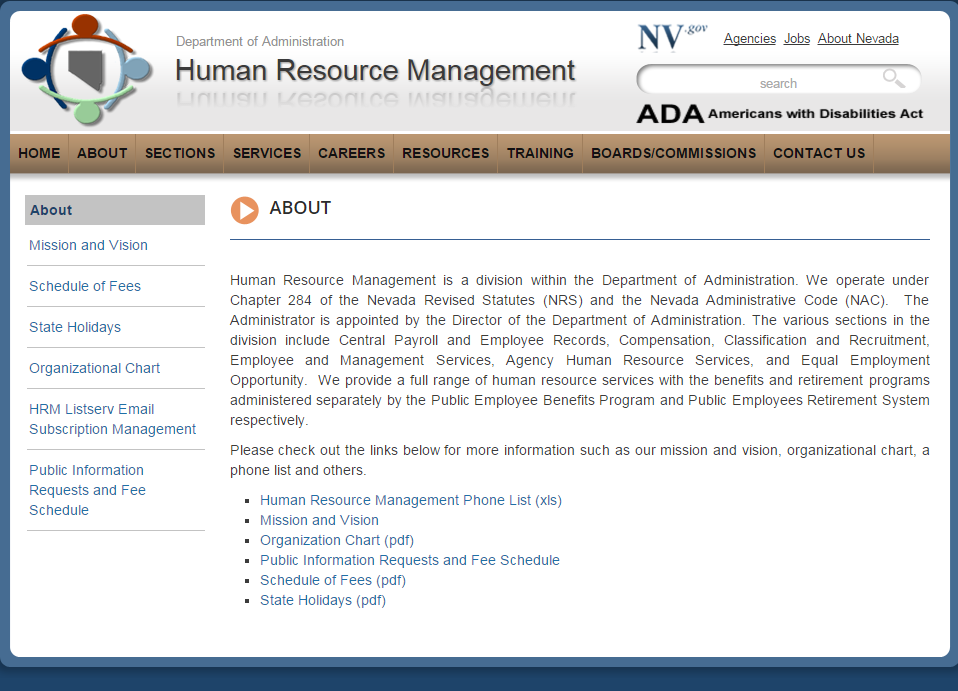 Department of Administration
Human Resource Management
NV.gov
Agencies Jobs About Nevada
search
ADA Americans with Disabilities Act
HOME ABOUT SECTIONS SERVICES CAREERS RESOURCES TRAINING BOARDS/COMMISSIONS CONTACT US
About
Mission and Vision
Schedule of Fees
State Holidays
Organizational Chart
HRM Listserv Email
Subscription Management
Public Information
Requests and Fee
Schedule
ABOUT
Human Resource Management is a division within the Department of Administration. We operate under
Chapter 284 of the Nevada Revised Statutes (NRS) and the Nevada Administrative Code (NAC). The
Administrator is appointed by the Director of the Department of Administration. The various sections in the
division include Central Payroll and Employee Records, Compensation, Classification and Recruitment,
Employee and Management Services, Agency Human Resource Services, and Equal Employment
Opportunity. We provide a full range of human resource services with the benefits and retirement programs
administered separately by the Public Employee Benefits Program and Public Employees Retirement System
respectively.
Please check out the links below for more information such as our mission and vision, organizational chart, a
phone list and others.
Human Resource Management Phone List (xls)
Mission and Vision
Organization Chart (pdf)
Public Information Requests and Fee Schedule
Schedule of Fees (pdf)
State Holidays (pdf)